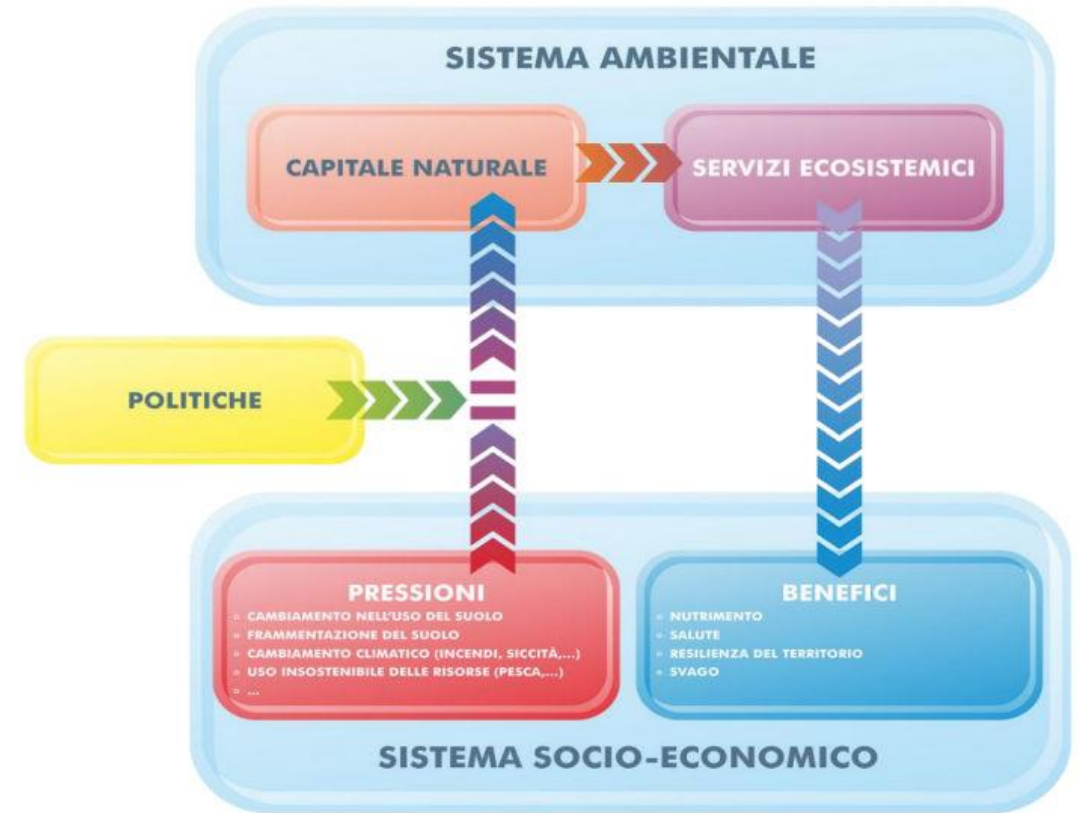 SISTEMA AMBIENTALE
CAPITALE NATURALE
SERVIZI ECOSISTEMICI
POLITICHE
PRESSIONI
◦ CAMBIAMENTO NELL'USO DEL SUOLO
◦ FRAMMENTAZIONE DEL SUOLO
◦ CAMBIAMENTO CLIMATICO (INCENDI, SICCITÀ,...)
◦ USO INSOSTENIBILE DELLE RISORSE (PESCA,...)
◦ ...
BENEFICI
◦ NUTRIMENTO
◦ SALUTE
◦ RESILIENZA DEL TERRITORIO
◦ SVAGO
SISTEMA SOCIO-ECONOMICO